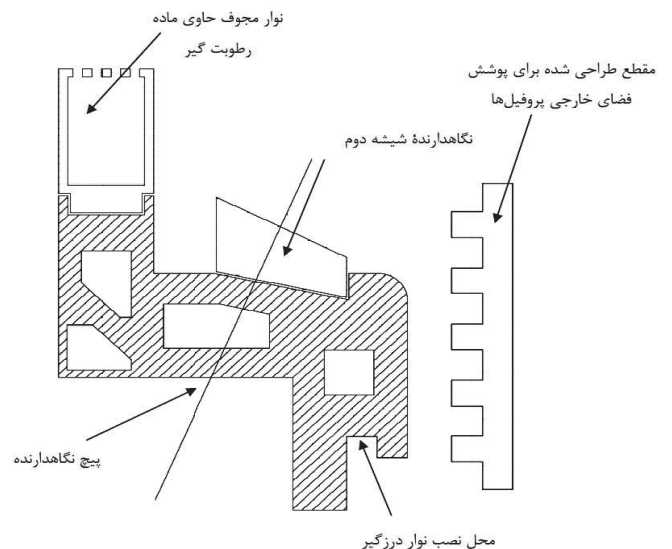 نوار مجوف حاوی ماده
رطوبت گیر
مقطع طراحی شده برای پوشش
فضای خارجی پروفیل‌ها
نگاهدارندهٔ شیشه دوم
پیچ نگاهدارنده
محل نصب نوار درزگیر